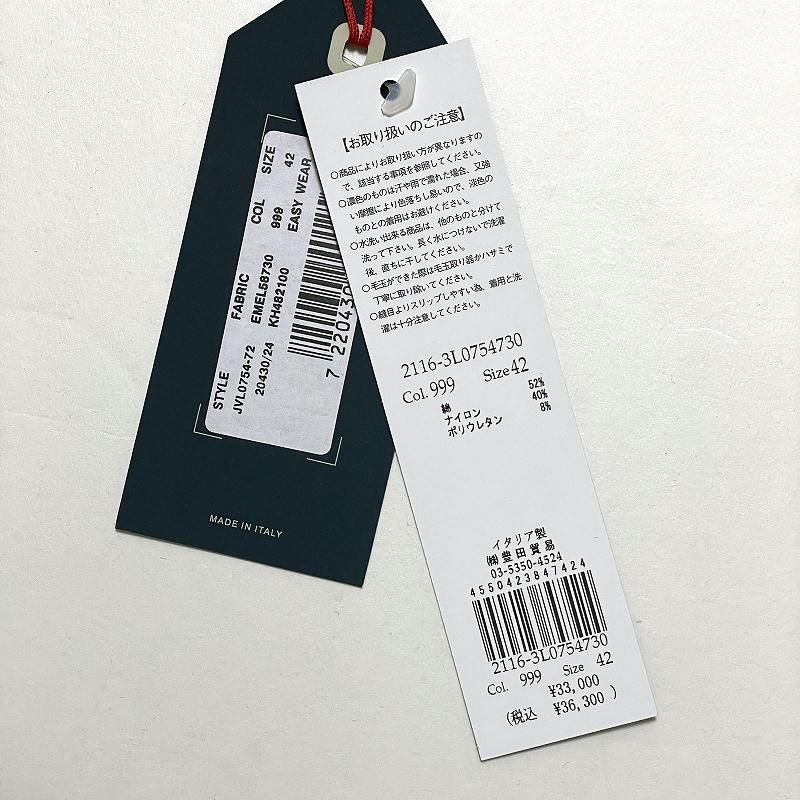 STYLE FABRIC COL SIZE
JVL0754-72 EMEL58730 999 42
20430/24 KH482100 EASY WEAR
7 220430
MADE IN ITALY
【お取り扱いのご注意】
○商品によりお取り扱い方が異なりますの
で、該当する事項を参照してください。
○濃色のものは汗や雨で濡れた場合、又強
い摩擦により色落ちし易いので、淡色の
ものとの着用はお避けください。
○水洗い出来る商品は、他のものと分けて
洗って下さい。長く水につけないで洗濯
後、直ちに干してください。
○毛玉ができた際は毛玉取り器かハサミで
丁寧に取り除いてください。
○縫目よりスリップしやすい為、着用と洗
濯は十分注意してください。
2116-3L0754730
Col. 999 Size 42
綿 52%
ナイロン 40%
ポリウレタン 8%
イタリア製
㈱豊田貿易
03-5350-4524
4550423847424
2116-3L0754730
Col. 999 Size 42
¥33,000
(税込 ¥36,300 )